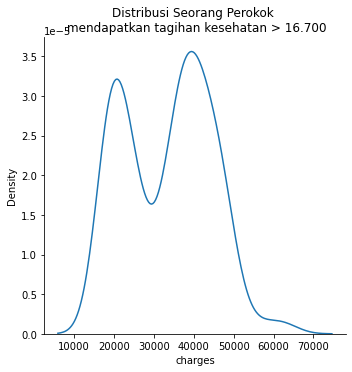 Distribusi Seorang Perokok
mendapatkan tagihan kesehatan > 16.700
1e−5
3.5
3.0
2.5
2.0
1.5
1.0
0.5
0.0
Density
10000 20000 30000 40000 50000 60000 70000
charges